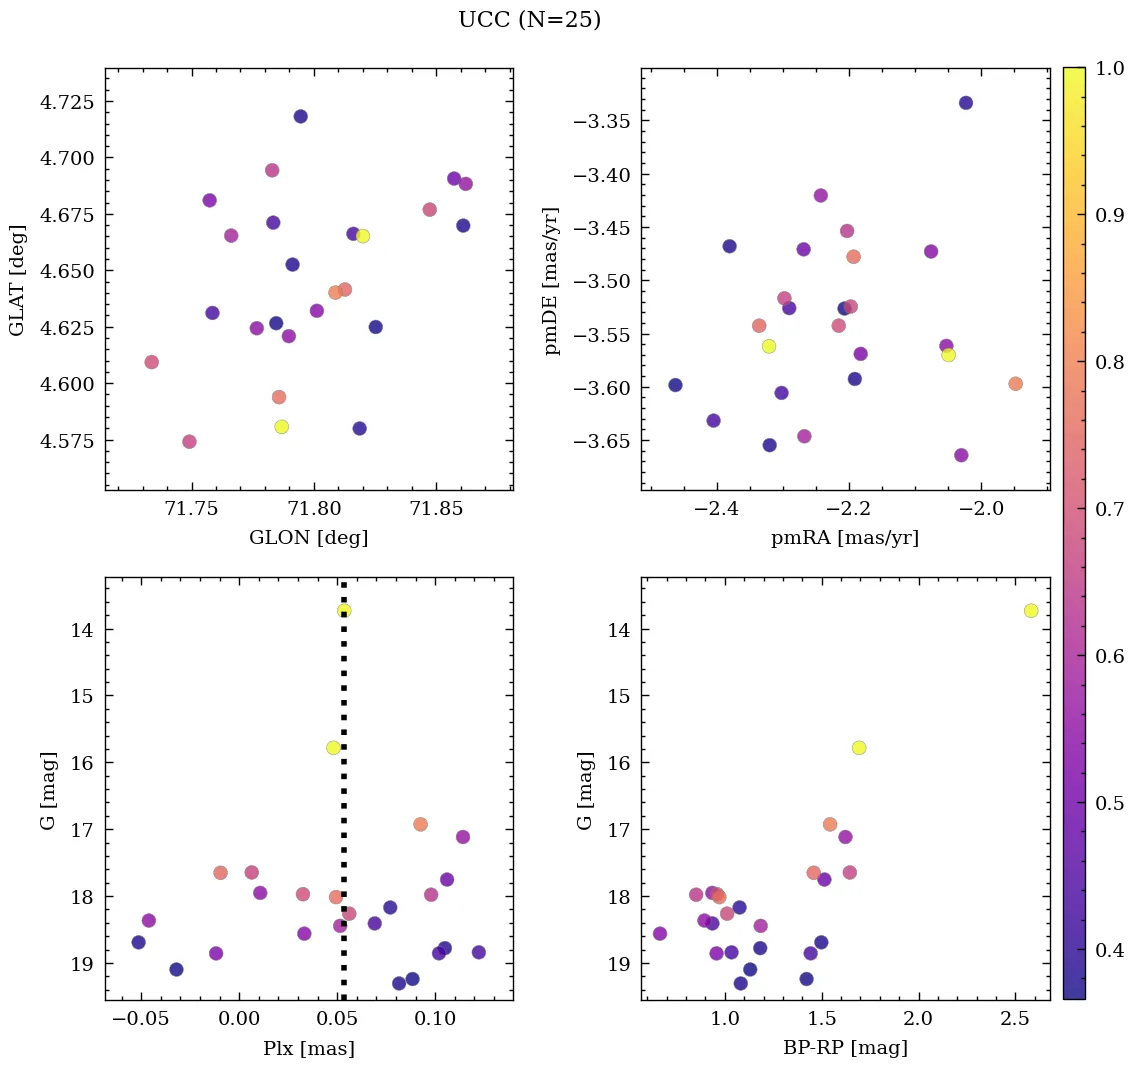 UCC (N=25)
4.725
4.700
4.675
4.650
4.625
4.600
4.575
GLAT [deg]
71.75 71.80 71.85
GLON [deg]
−3.35
−3.40
−3.45
−3.50
−3.55
−3.60
−3.65
pmDE [mas/yr]
−2.4 −2.2 −2.0
pmRA [mas/yr]
14
15
16
17
18
19
G [mag]
−0.05 0.00 0.05 0.10
Plx [mas]
14
15
16
17
18
19
G [mag]
1.0 1.5 2.0 2.5
BP-RP [mag]
1.0
0.9
0.8
0.7
0.6
0.5
0.4